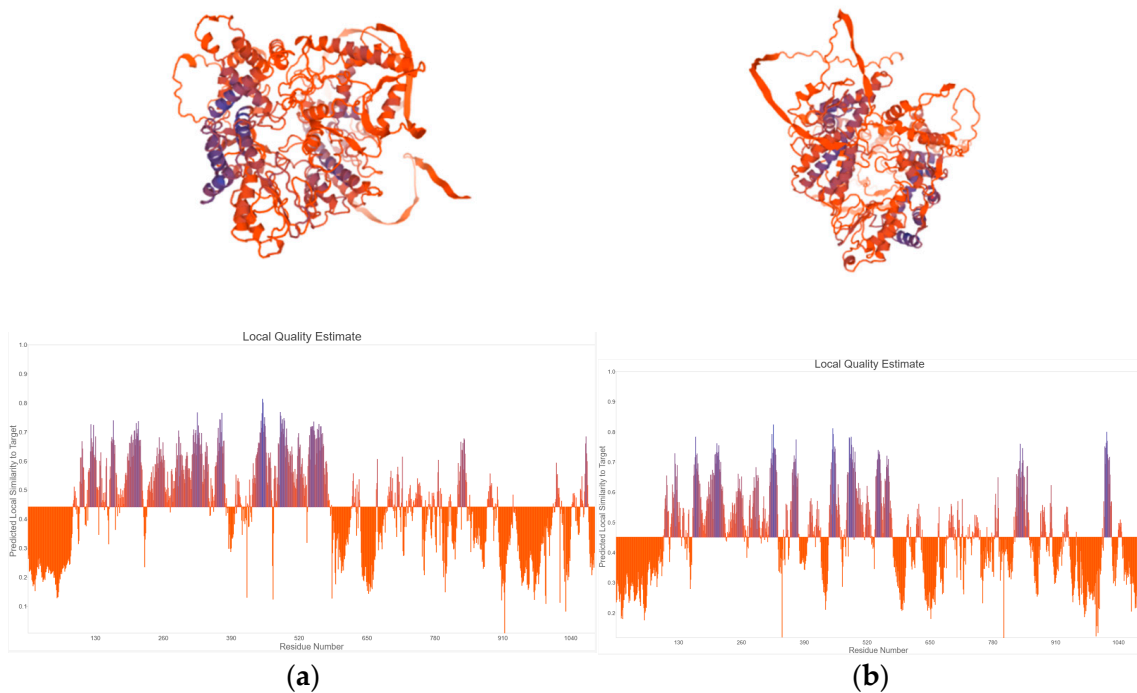 Local Quality Estimate
Predicted Local Similarity to Target
1.0
0.9
0.8
0.7
0.6
0.5
0.4
0.3
0.2
0.1
130 260 390 520 650 780 910 1040
Residue Number
(a)
Local Quality Estimate
Predicted Local Similarity to Target
1.0
0.9
0.8
0.7
0.6
0.5
0.4
0.3
0.2
130 260 390 520 650 780 910 1040
Residue Number
(b)